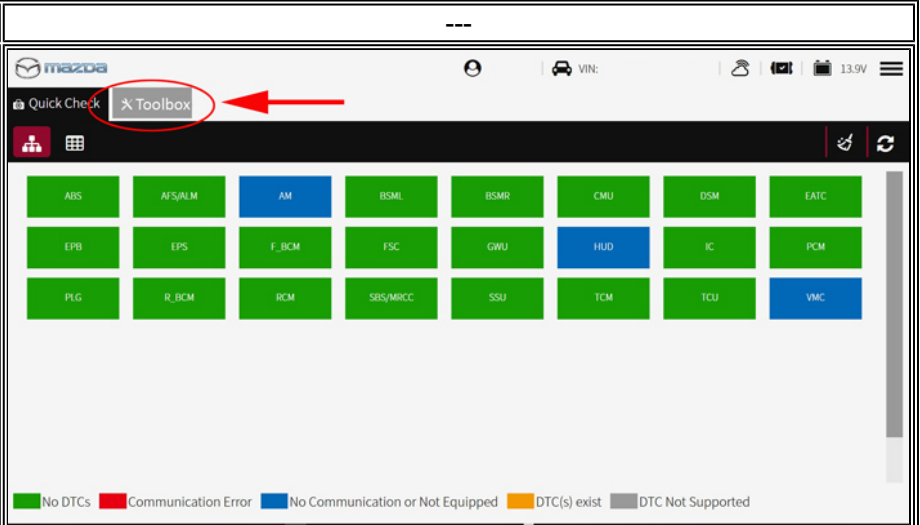 ---
mazda VIN: 13.9V
Quick Check Toolbox
ABS AFS/ALM AM BSML BSMR CMU DSM EATC
EPB EPS F_BCM FSC GWU HUD IC PCM
PLG R_BCM RCM SBS/MRCC SSU TCM TCU VMC
No DTCs Communication Error No Communication or Not Equipped DTC(s) exist DTC Not Supported